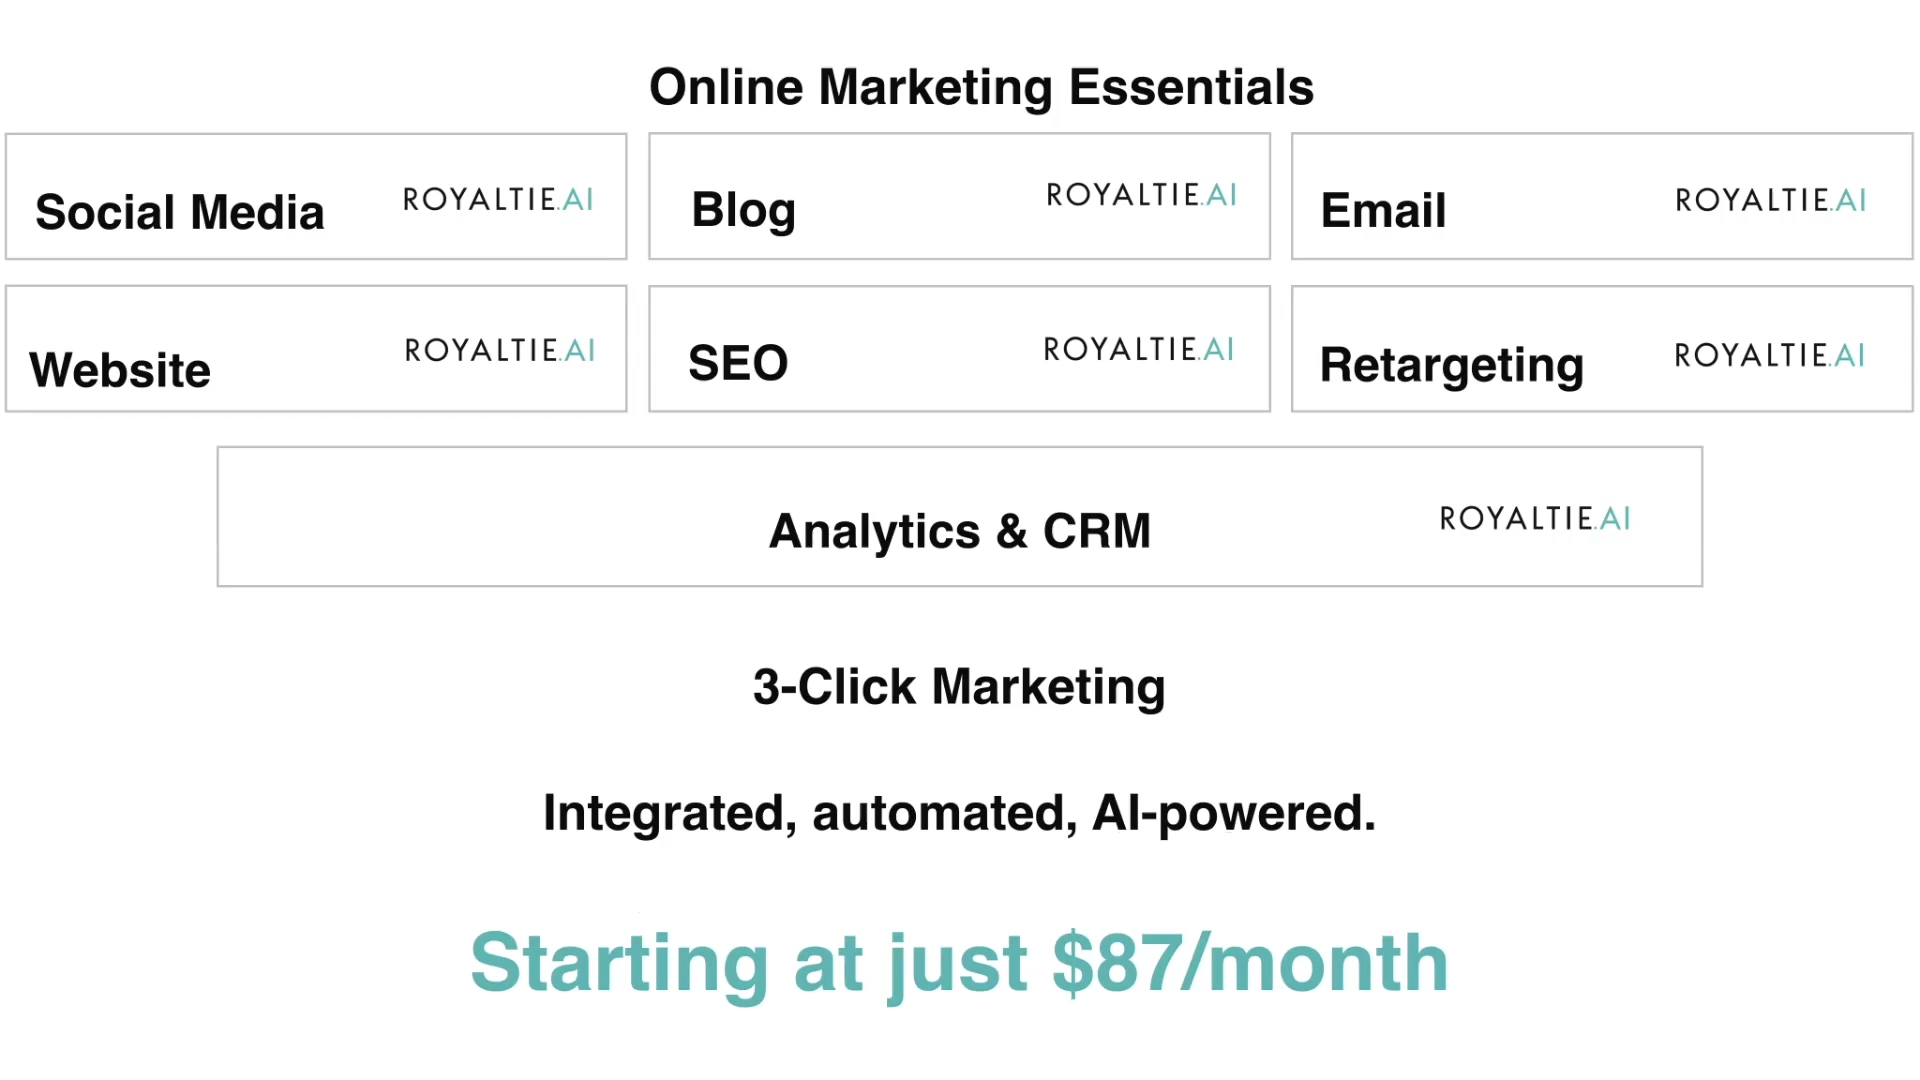 Online Marketing Essentials
Social Media ROYALTIE.AI
Blog ROYALTIE.AI
Email ROYALTIE.AI
Website ROYALTIE.AI
SEO ROYALTIE.AI
Retargeting ROYALTIE.AI
Analytics & CRM ROYALTIE.AI
3-Click Marketing
Integrated, automated, AI-powered.
Starting at just $87/month